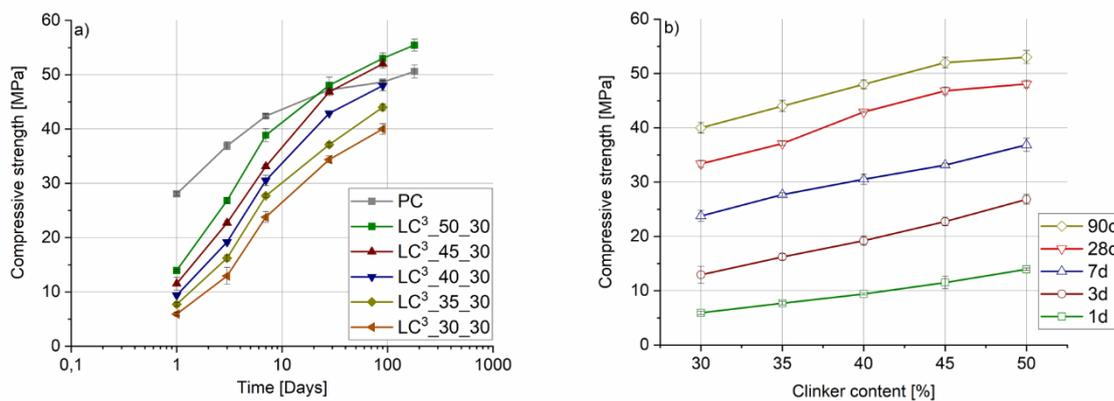 a)
Compressive strength [MPa]
60
50
40
30
20
10
0
PC
LC³_50_30
LC³_45_30
LC³_40_30
LC³_35_30
LC³_30_30
0,1
1
10
100
1000
Time [Days]
b)
Compressive strength [MPa]
60
50
40
30
20
10
0
90d
28d
7d
3d
1d
30
35
40
45
50
Clinker content [%]